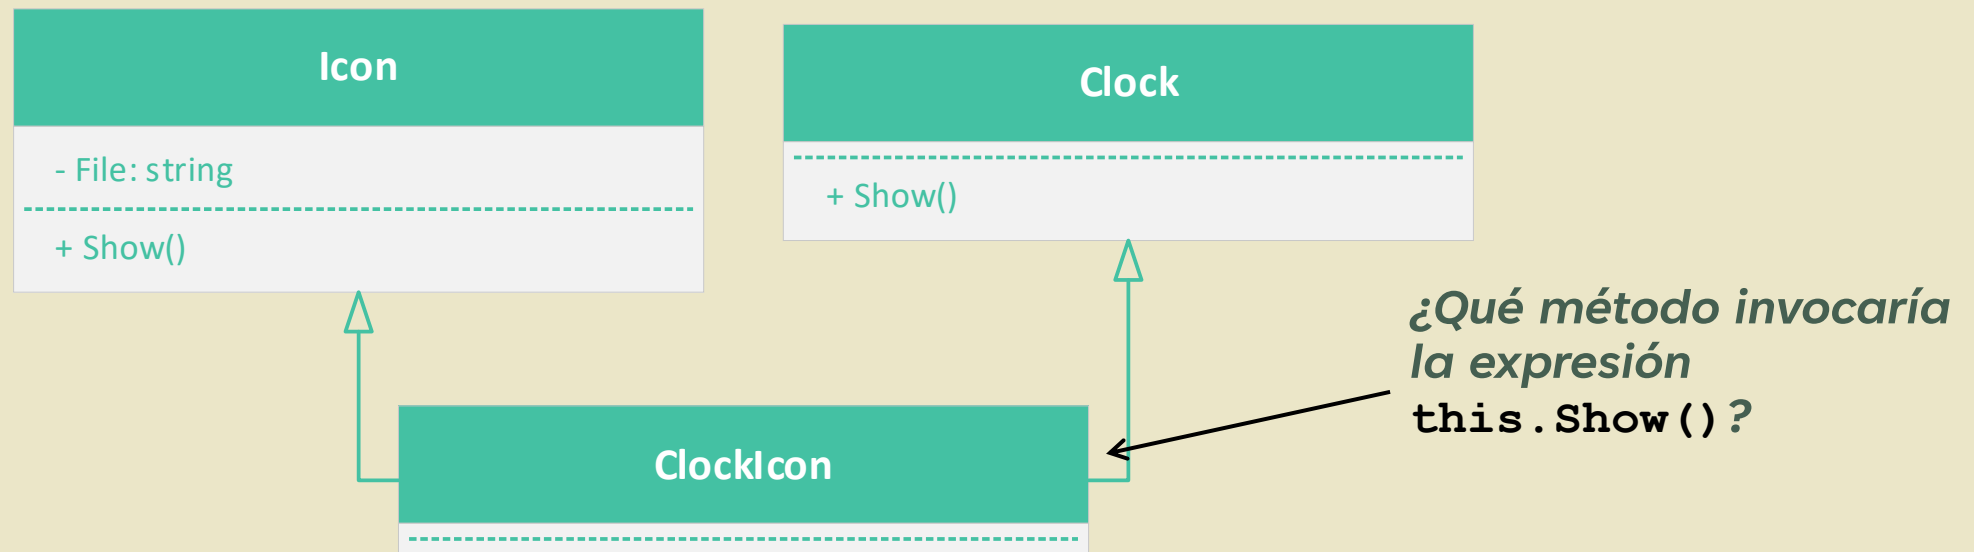 Icon
- File: string
+ Show()
Clock
+ Show()
¿Qué método invocaría
la expresión
this.Show()?
ClockIcon